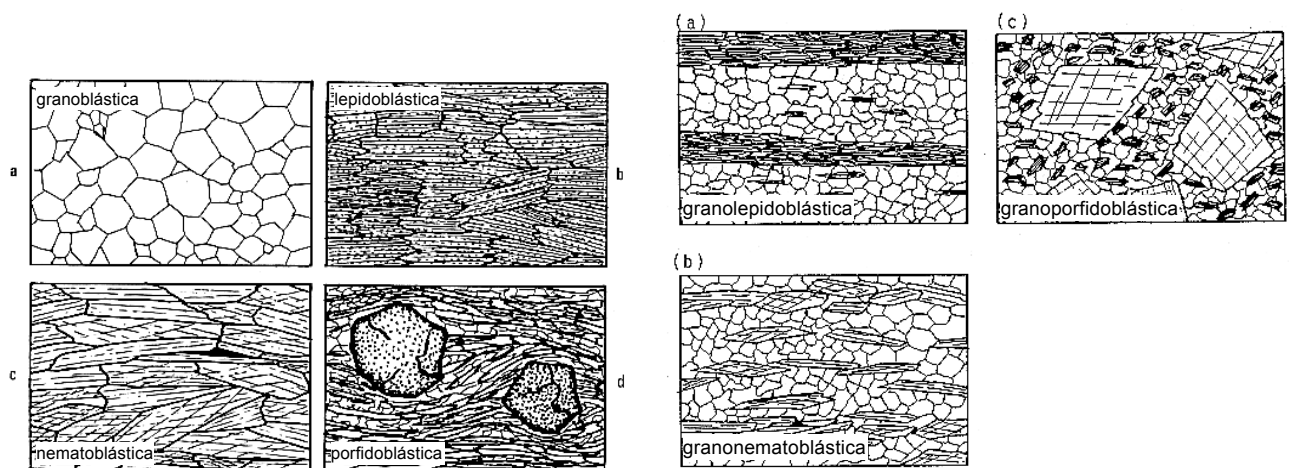 granoblástica
lepidoblástica
a
b
nematoblástica
porfidoblástica
c
d
(a)
granolepidoblástica
(c)
granoporfidoblástica
(b)
granonematoblástica